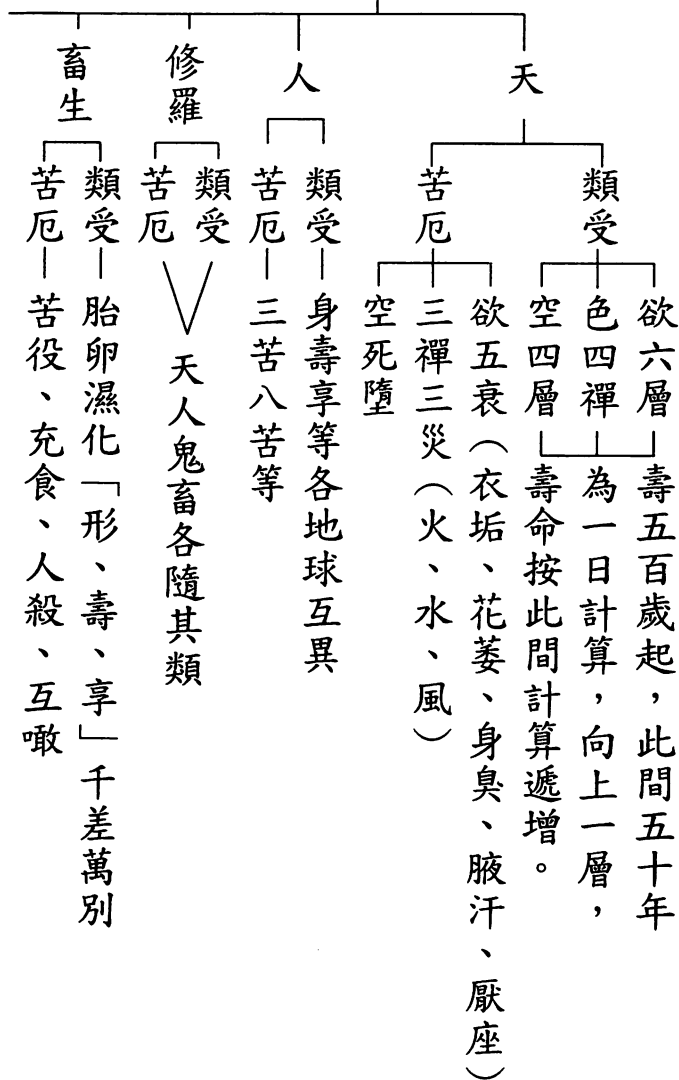 天
類受
欲六層
色四禪
空四層
壽五百歲起，此間五十年
為一日計算，向上一層，
壽命按此間計算遞增。
苦厄
欲五衰（衣垢、花萎、身臭、腋汗、厭座）
三禪三災（火、水、風）
空死墮
人
類受
身壽享等各地球互異
苦厄
三苦八苦等
修羅
類受
苦厄
天人鬼畜各隨其類
畜生
類受
胎卵濕化「形、壽、享」千差萬別
苦厄
苦役、充食、人殺、互噉